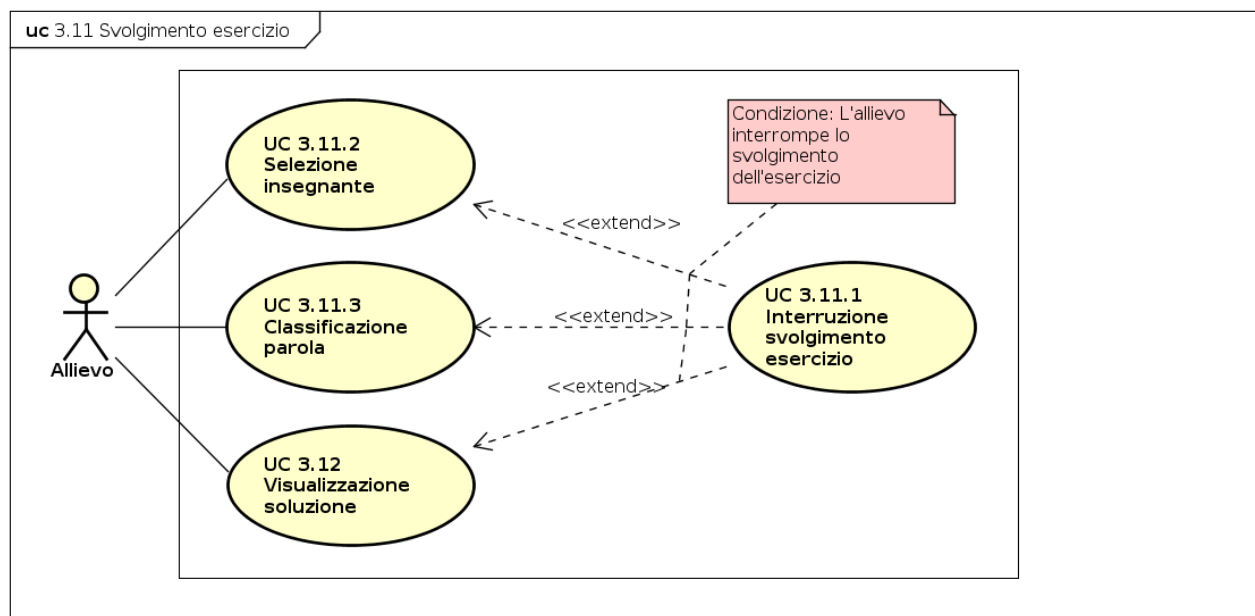 uc 3.11 Svolgimento esercizio
UC 3.11.2
Selezione
insegnante
Condizione: L'allievo
interrompe lo
svolgimento
dell'esercizio
<<extend>>
UC 3.11.3
Classificazione
parola
<<extend>>
UC 3.11.1
Interruzione
svolgimento
esercizio
Allievo
<<extend>>
UC 3.12
Visualizzazione
soluzione